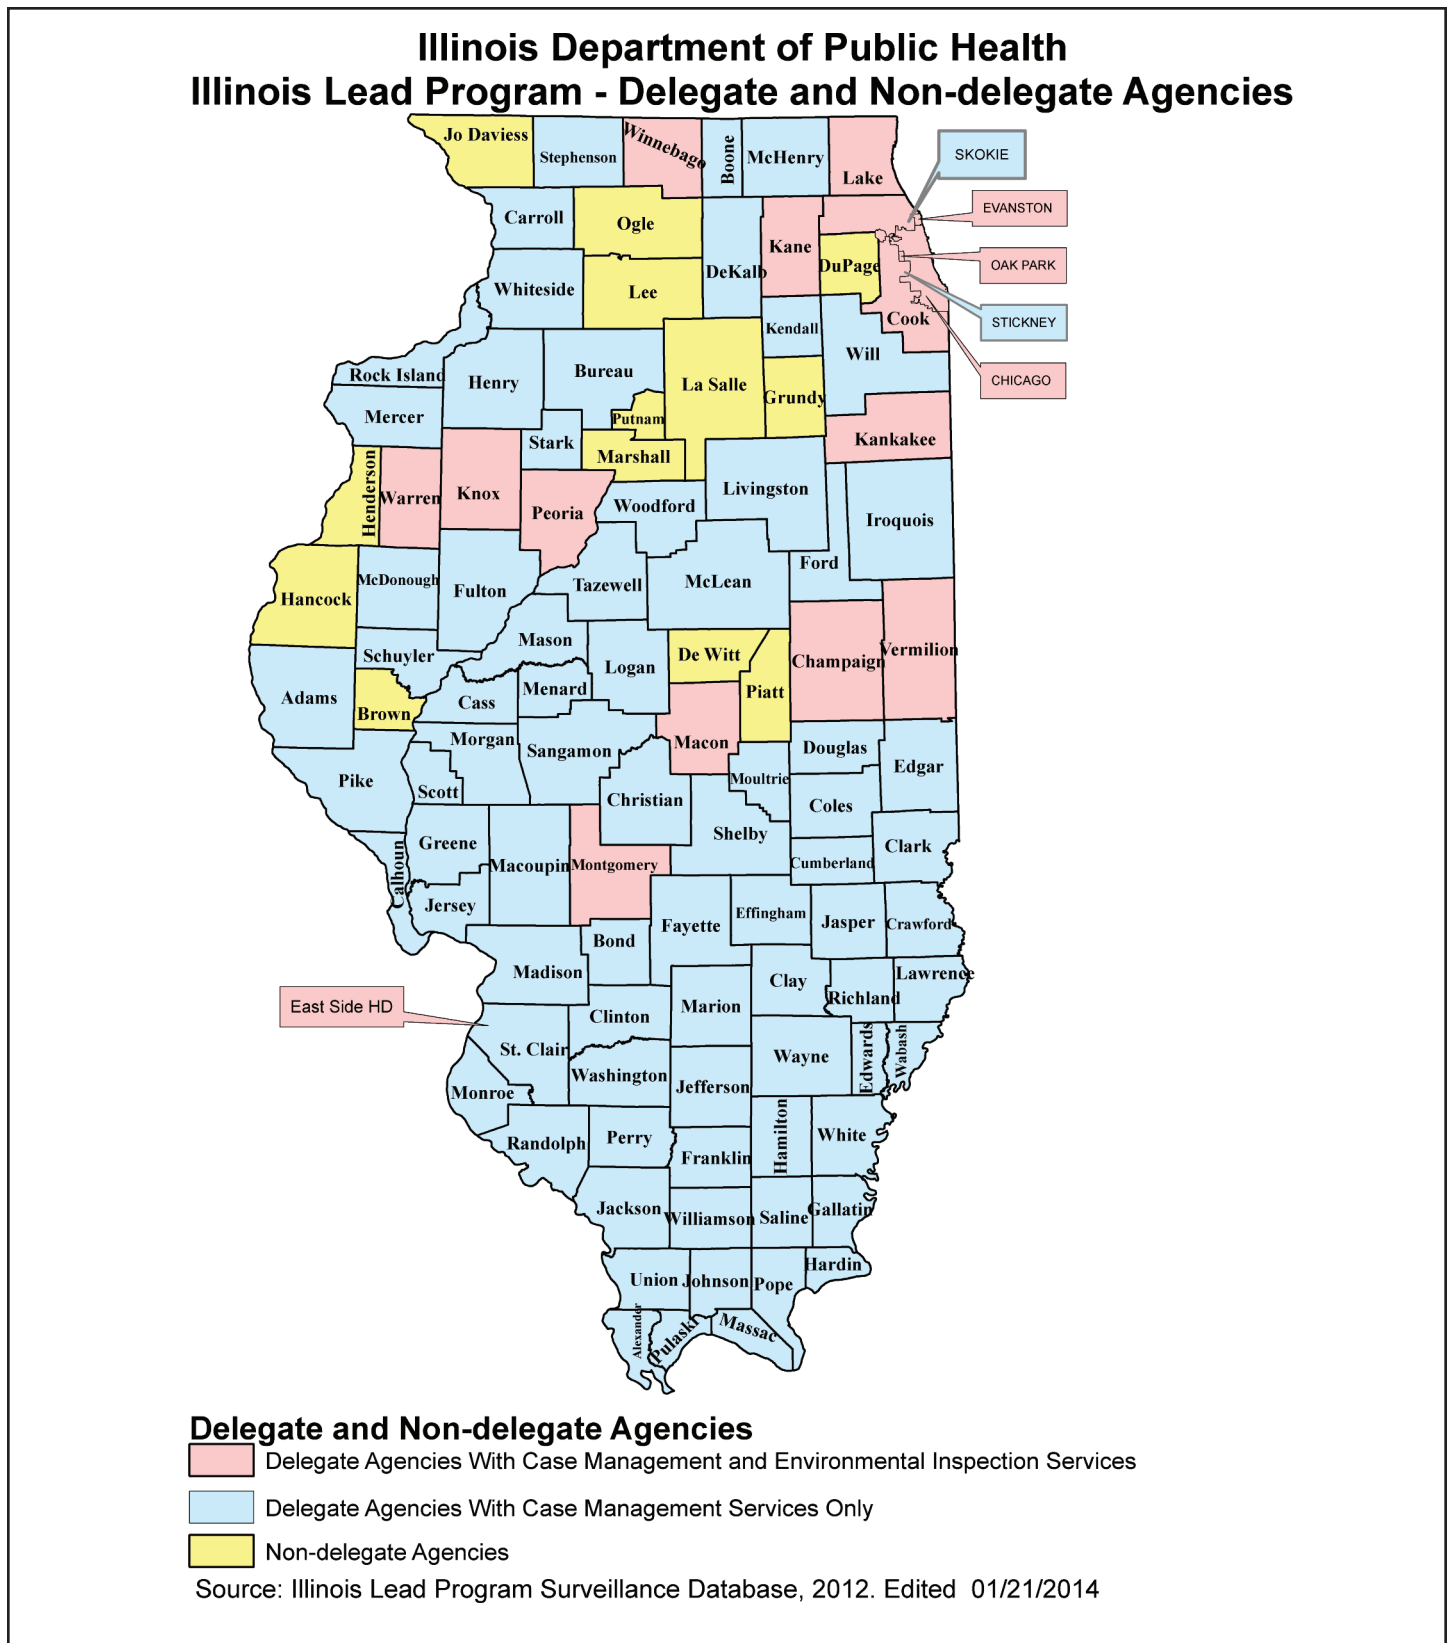 Illinois Department of Public Health
Illinois Lead Program - Delegate and Non-delegate Agencies
Jo Daviess
Stephenson
Winnebago
Boone
McHenry
Lake
SKOKIE
EVANSTON
Carroll
Ogle
Kane
DeKalb
DuPage
OAK PARK
Whiteside
Lee
Cook
STICKNEY
Kendall
Will
CHICAGO
Rock Island
Henry
Bureau
La Salle
Grundy
Mercer
Putnam
Stark
Marshall
Kankakee
Henderson
Warren
Knox
Peoria
Woodford
Livingston
Iroquois
Ford
Hancock
McDonough
Fulton
Tazewell
McLean
Schuyler
Mason
Logan
De Witt
Champaign
Vermilion
Adams
Brown
Cass
Menard
Piatt
Morgan
Sangamon
Macon
Douglas
Edgar
Pike
Scott
Christian
Moultrie
Coles
Shelby
Greene
Macoupin
Montgomery
Cumberland
Clark
Calhoun
Jersey
Fayette
Effingham
Jasper
Crawford
Bond
Madison
Clay
Richland
Lawrence
East Side HD
Clinton
Marion
St. Clair
Wayne
Edwards
Wabash
Washington
Jefferson
Monroe
Randolph
Perry
Franklin
Hamilton
White
Jackson
Williamson
Saline
Gallatin
Union
Johnson
Pope
Hardin
Alexander
Pulaski
Massac
Delegate and Non-delegate Agencies
Delegate Agencies With Case Management and Environmental Inspection Services
Delegate Agencies With Case Management Services Only
Non-delegate Agencies
Source: Illinois Lead Program Surveillance Database, 2012. Edited 01/21/2014